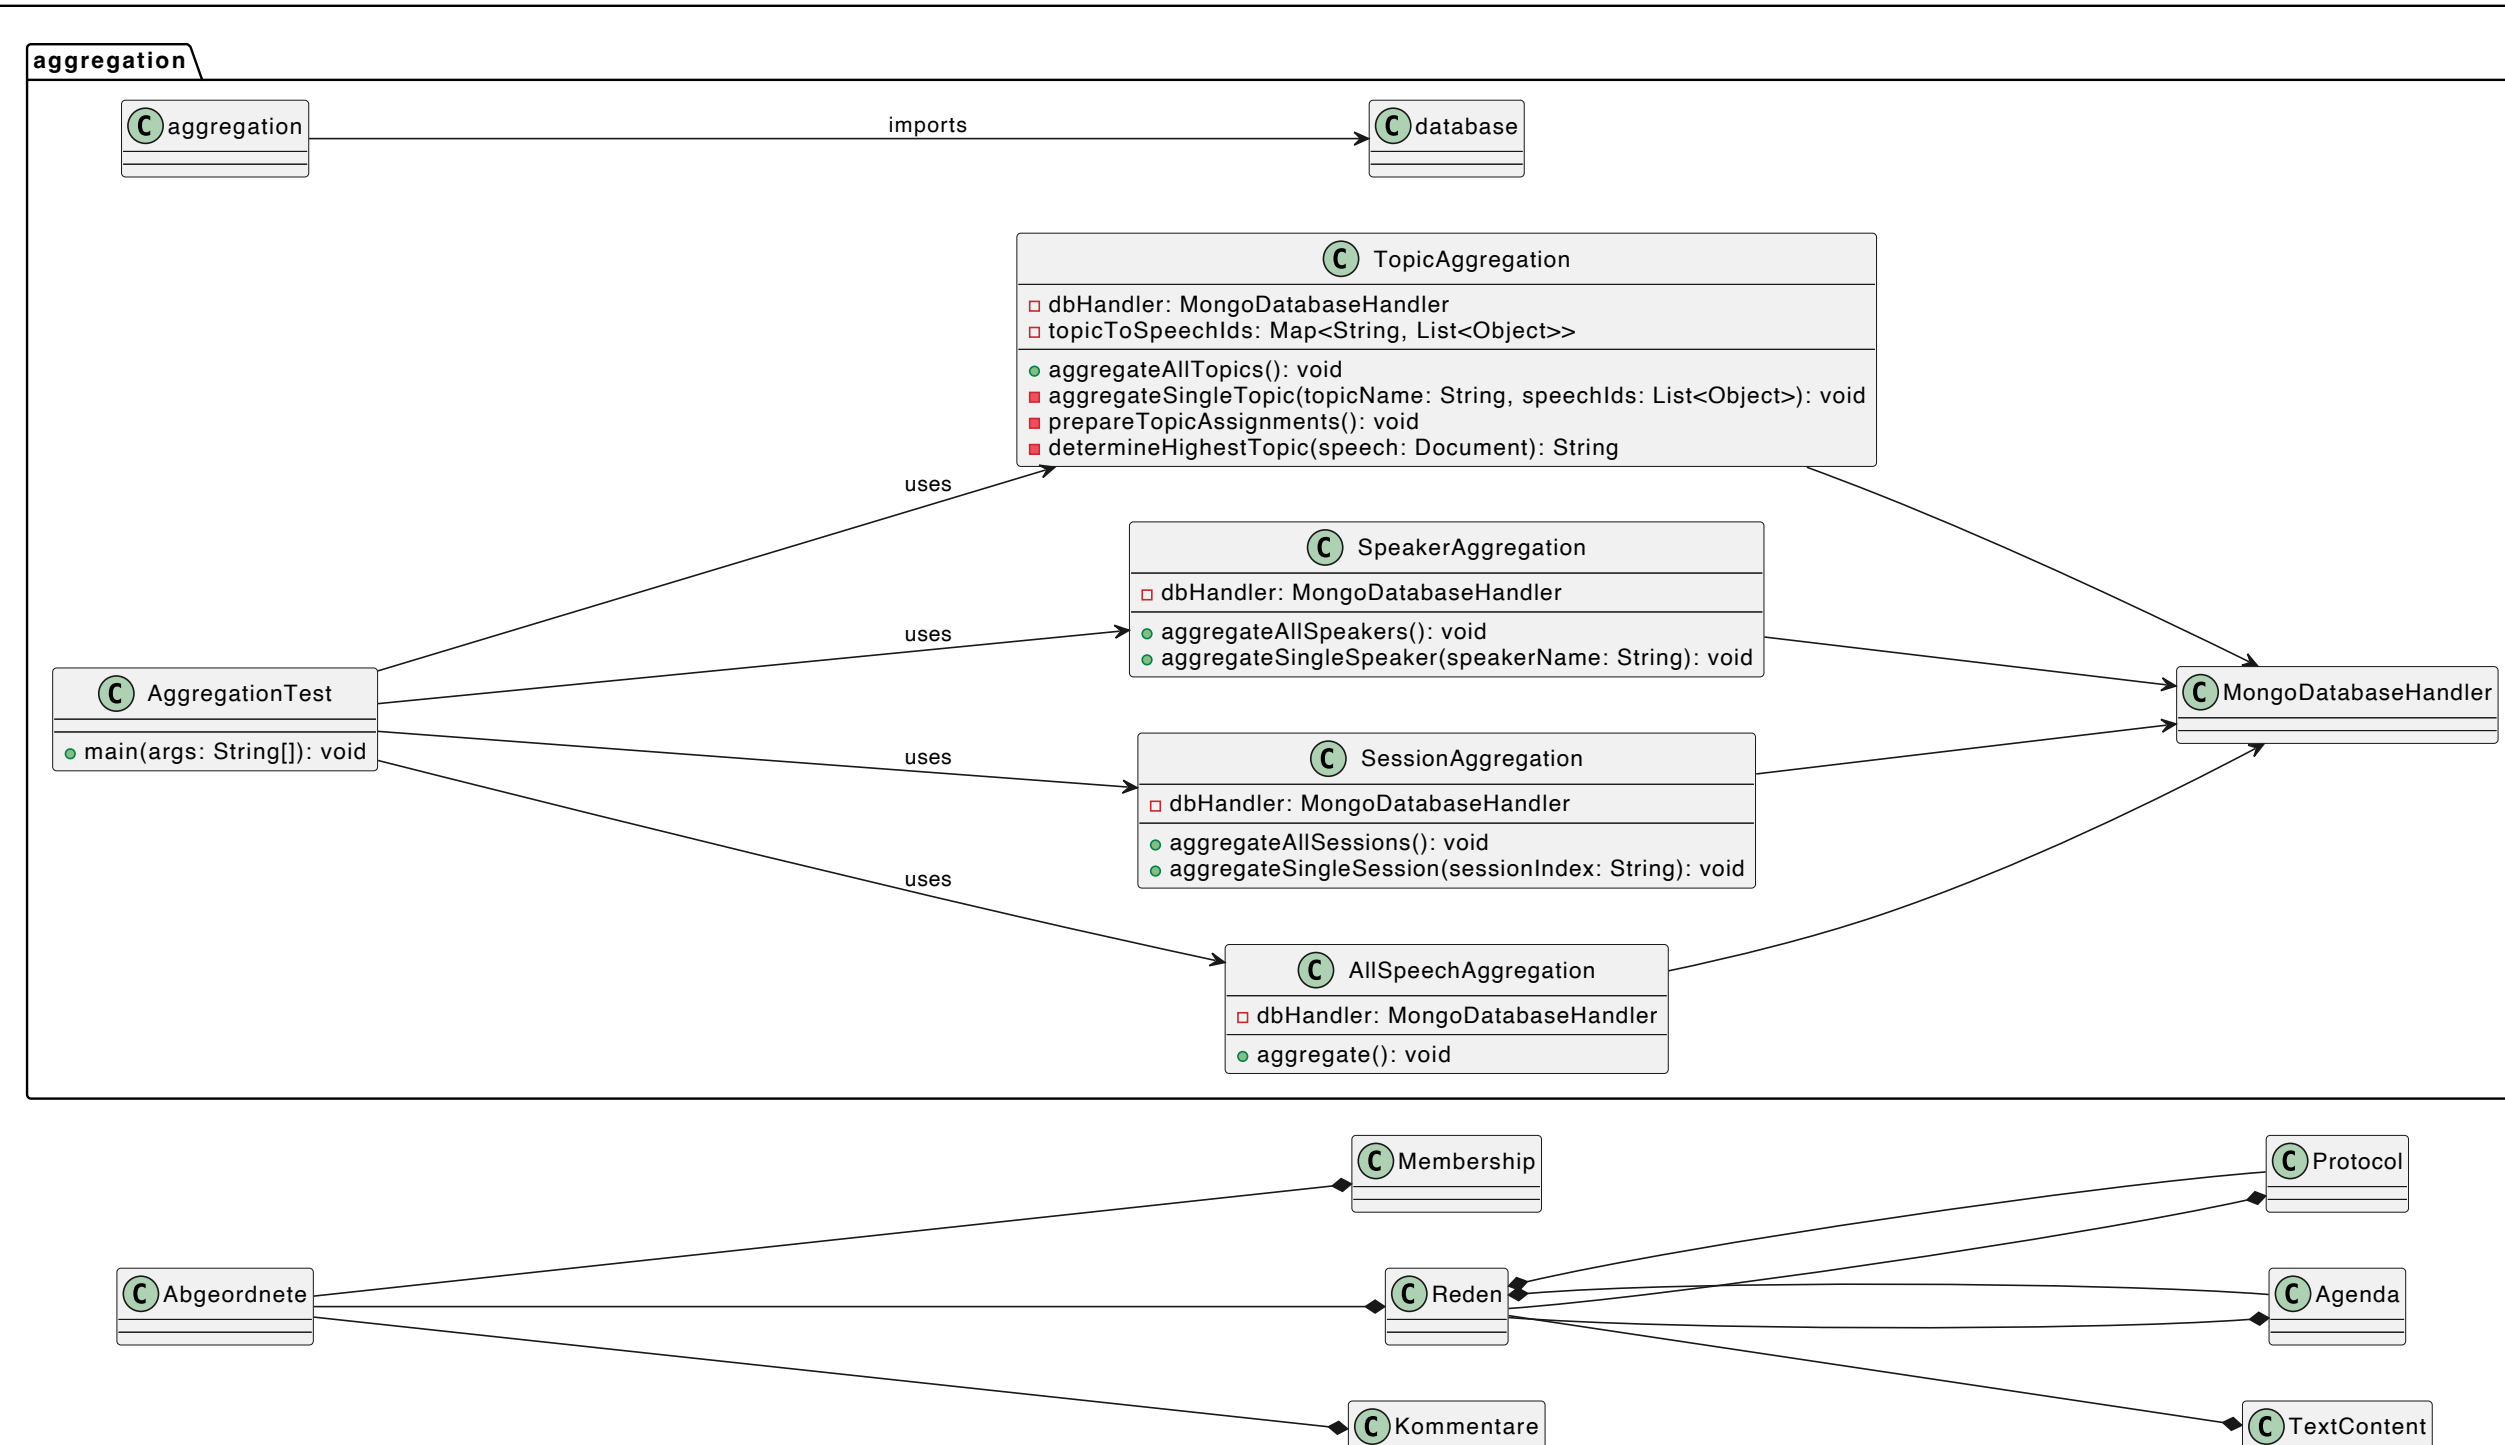 aggregation
C aggregation
imports
C database
C TopicAggregation
dbHandler: MongoDatabaseHandler
topicToSpeechIds: Map<String, List<Object>>
aggregateAllTopics(): void
aggregateSingleTopic(topicName: String, speechIds: List<Object>): void
prepareTopicAssignments(): void
determineHighestTopic(speech: Document): String
uses
C SpeakerAggregation
dbHandler: MongoDatabaseHandler
aggregateAllSpeakers(): void
aggregateSingleSpeaker(speakerName: String): void
uses
C AggregationTest
main(args: String[]): void
C MongoDatabaseHandler
uses
C SessionAggregation
dbHandler: MongoDatabaseHandler
aggregateAllSessions(): void
aggregateSingleSession(sessionIndex: String): void
uses
C AllSpeechAggregation
dbHandler: MongoDatabaseHandler
aggregate(): void
C Membership
C Protocol
C Abgeordnete
C Reden
C Agenda
C Kommentare
C TextContent